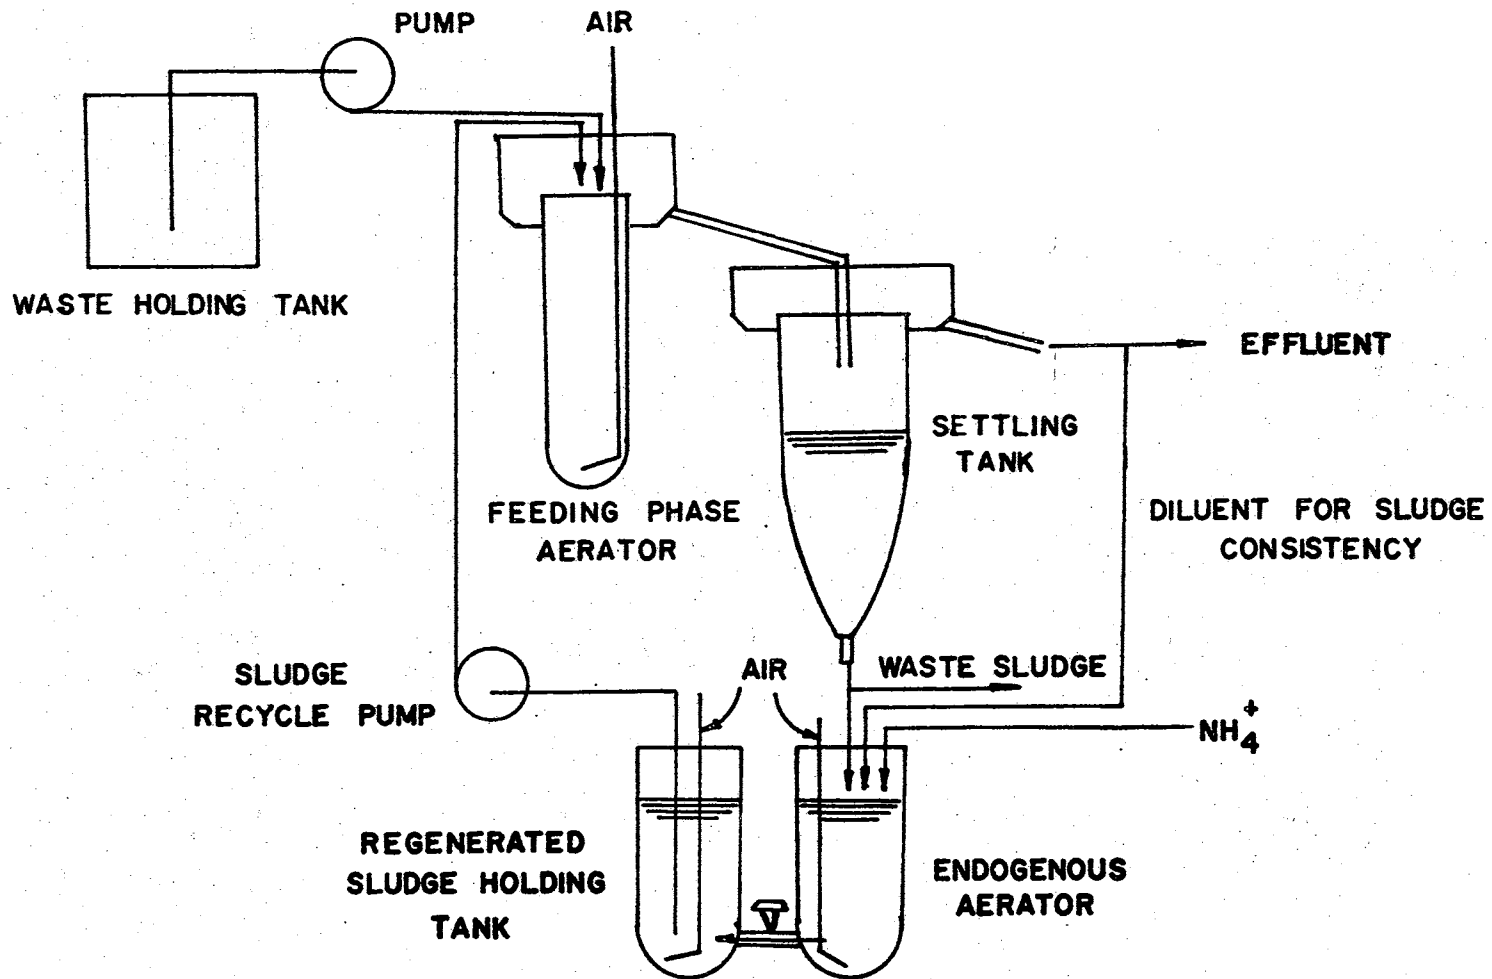 PUMP
AIR
WASTE HOLDING TANK
EFFLUENT
SETTLING
TANK
FEEDING PHASE
AERATOR
DILUENT FOR SLUDGE
CONSISTENCY
SLUDGE
RECYCLE PUMP
AIR
WASTE SLUDGE
NH4+
REGENERATED
SLUDGE HOLDING
TANK
ENDOGENOUS
AERATOR